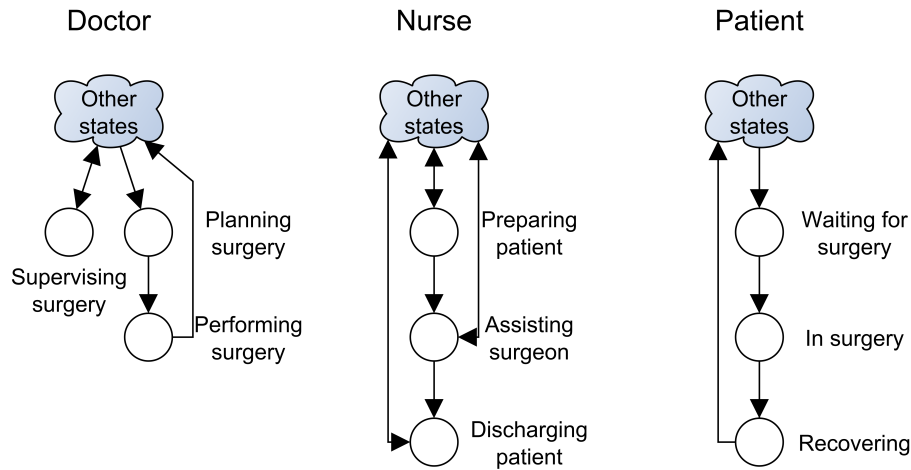 Doctor
Nurse
Patient
Other
states
Other
states
Other
states
Planning
surgery
Supervising
surgery
Performing
surgery
Preparing
patient
Assisting
surgeon
Discharging
patient
Waiting for
surgery
In surgery
Recovering